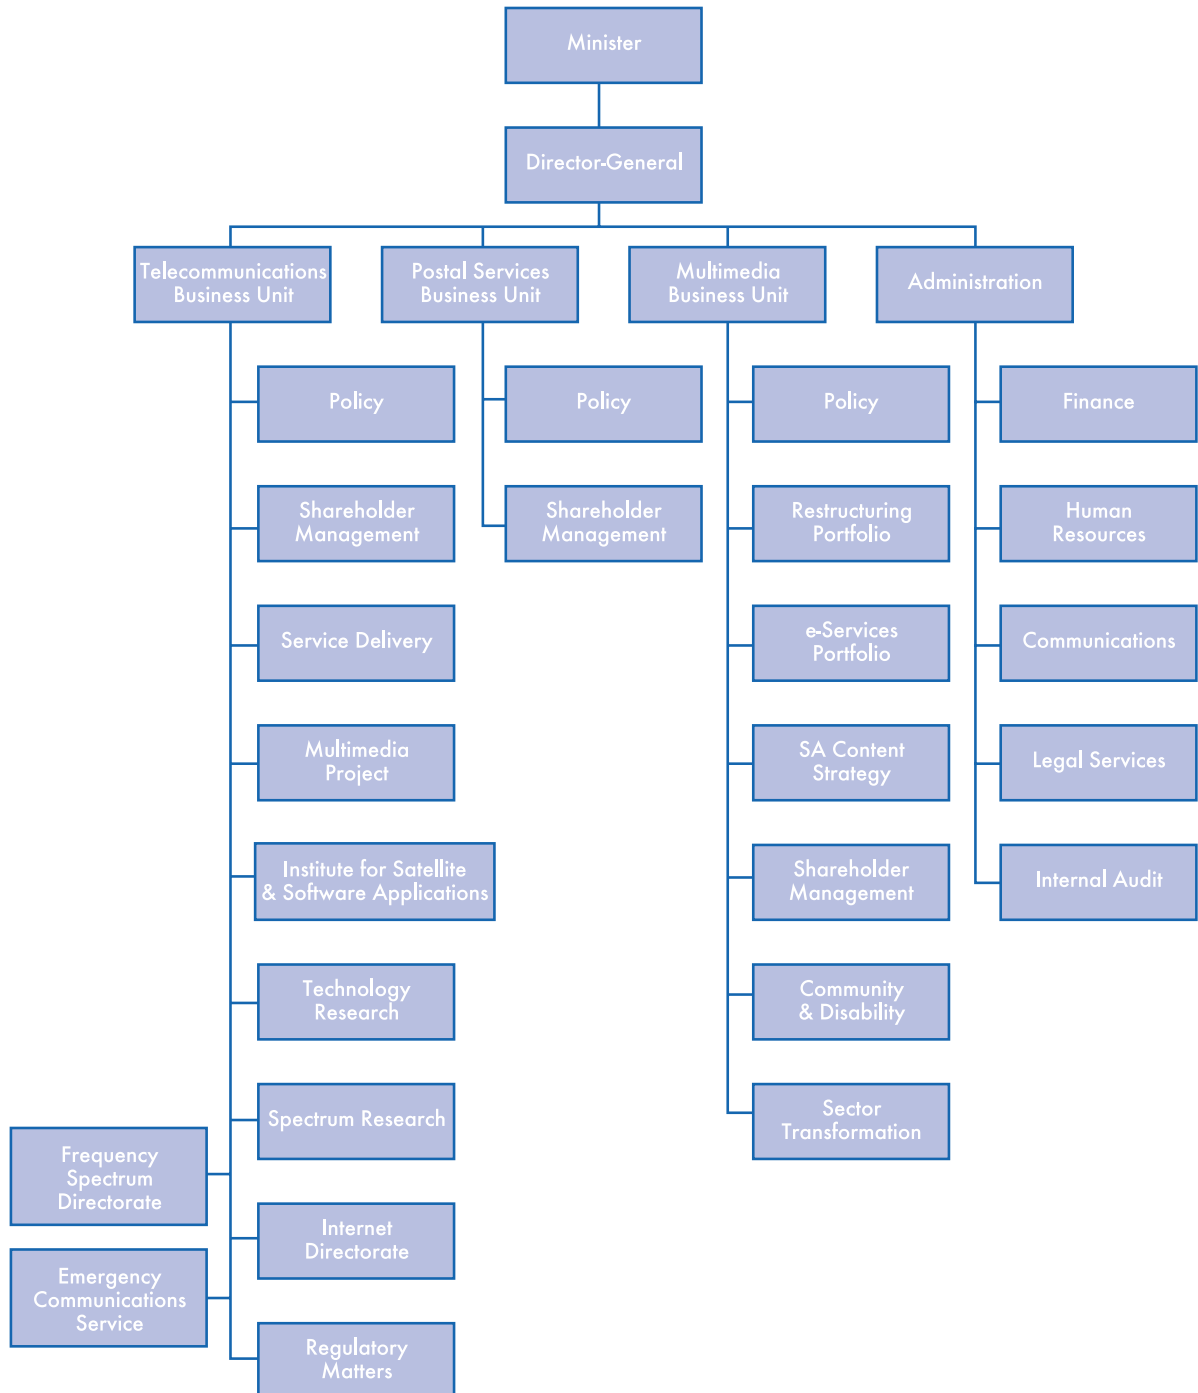 Minister
Director-General
Telecommunications
Business Unit
Postal Services
Business Unit
Multimedia
Business Unit
Administration
Policy
Shareholder
Management
Service Delivery
Multimedia
Project
Institute for Satellite
& Software Applications
Technology
Research
Spectrum Research
Frequency
Spectrum
Directorate
Internet
Directorate
Emergency
Communications
Service
Regulatory
Matters
Policy
Shareholder
Management
Policy
Restructuring
Portfolio
e-Services
Portfolio
SA Content
Strategy
Shareholder
Management
Community
& Disability
Sector
Transformation
Finance
Human
Resources
Communications
Legal Services
Internal Audit